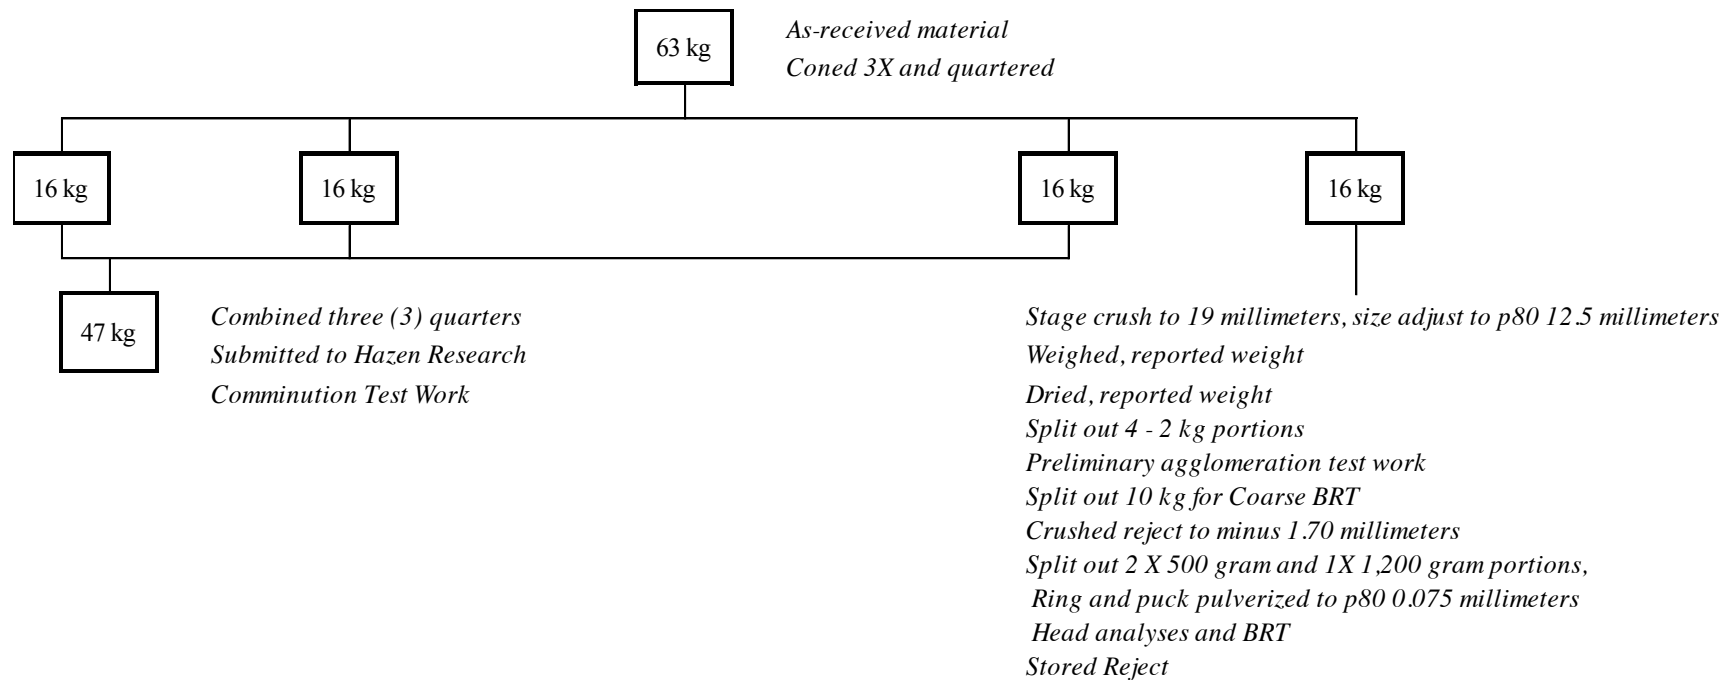 63 kg
As-received material
Coned 3X and quartered
16 kg
16 kg
16 kg
16 kg
47 kg
Combined three (3) quarters
Submitted to Hazen Research
Comminution Test Work
Stage crush to 19 millimeters, size adjust to p80 12.5 millimeters
Weighed, reported weight
Dried, reported weight
Split out 4 - 2 kg portions
Preliminary agglomeration test work
Split out 10 kg for Coarse BRT
Crushed reject to minus 1.70 millimeters
Split out 2 X 500 gram and 1X 1,200 gram portions,
Ring and puck pulverized to p80 0.075 millimeters
Head analyses and BRT
Stored Reject